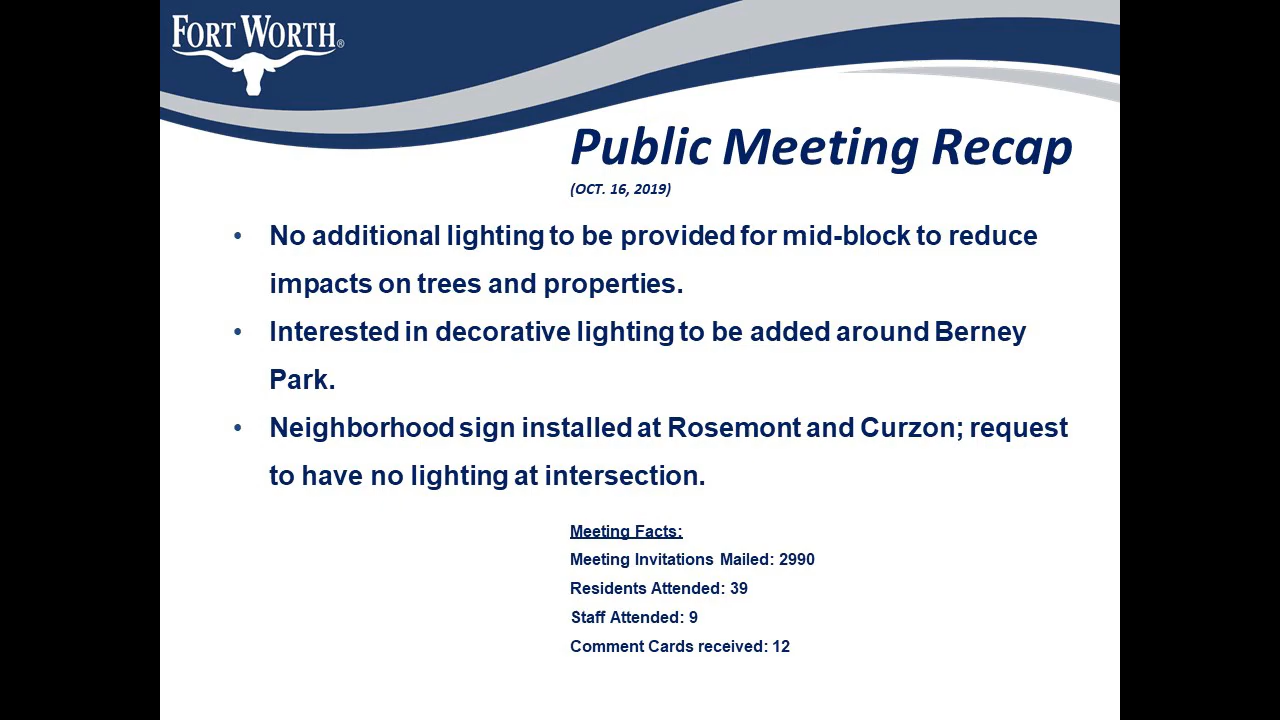 FORT WORTH®
Public Meeting Recap
(OCT. 16, 2019)
• No additional lighting to be provided for mid-block to reduce
impacts on trees and properties.
• Interested in decorative lighting to be added around Berney
Park.
• Neighborhood sign installed at Rosemont and Curzon; request
to have no lighting at intersection.
Meeting Facts:
Meeting Invitations Mailed: 2990
Residents Attended: 39
Staff Attended: 9
Comment Cards received: 12